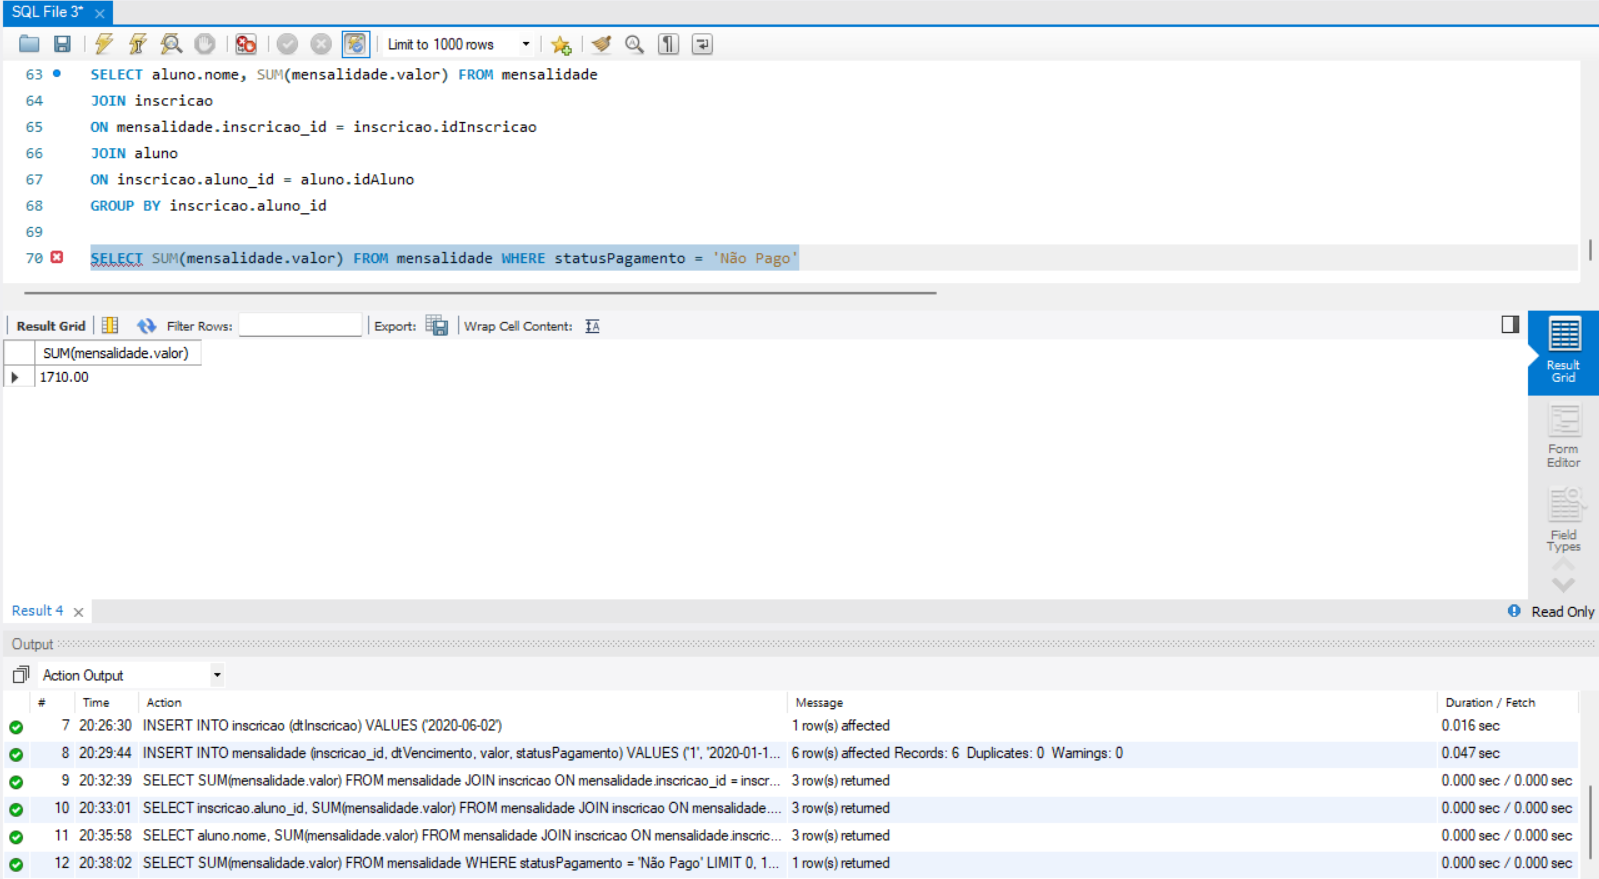 SQL File 3*
Limit to 1000 rows
63 SELECT aluno.nome, SUM(mensalidade.valor) FROM mensalidade
64 JOIN inscricao
65 ON mensalidade.inscricao_id = inscricao.idInscricao
66 JOIN aluno
67 ON inscricao.aluno_id = aluno.idAluno
68 GROUP BY inscricao.aluno_id
69
70 SELECT SUM(mensalidade.valor) FROM mensalidade WHERE statusPagamento = 'Não Pago'
Result Grid Filter Rows: Export: Wrap Cell Content:
SUM(mensalidade.valor)
1710.00
Result
Grid
Form
Editor
Field
Types
Result 4 Read Only
Output
Action Output
# Time Action Message Duration / Fetch
7 20:26:30 INSERT INTO inscricao (dtInscricao) VALUES ('2020-06-02') 1 row(s) affected 0.016 sec
8 20:29:44 INSERT INTO mensalidade (inscricao_id, dtVencimento, valor, statusPagamento) VALUES ('1', '2020-01-1... 6 row(s) affected Records: 6 Duplicates: 0 Warnings: 0 0.047 sec
9 20:32:39 SELECT SUM(mensalidade.valor) FROM mensalidade JOIN inscricao ON mensalidade.inscricao_id = inscr... 3 row(s) returned 0.000 sec / 0.000 sec
10 20:33:01 SELECT inscricao.aluno_id, SUM(mensalidade.valor) FROM mensalidade JOIN inscricao ON mensalidade.... 3 row(s) returned 0.000 sec / 0.000 sec
11 20:35:58 SELECT aluno.nome, SUM(mensalidade.valor) FROM mensalidade JOIN inscricao ON mensalidade.inscric... 3 row(s) returned 0.000 sec / 0.000 sec
12 20:38:02 SELECT SUM(mensalidade.valor) FROM mensalidade WHERE statusPagamento = 'Não Pago' LIMIT 0, 1... 1 row(s) returned 0.000 sec / 0.000 sec